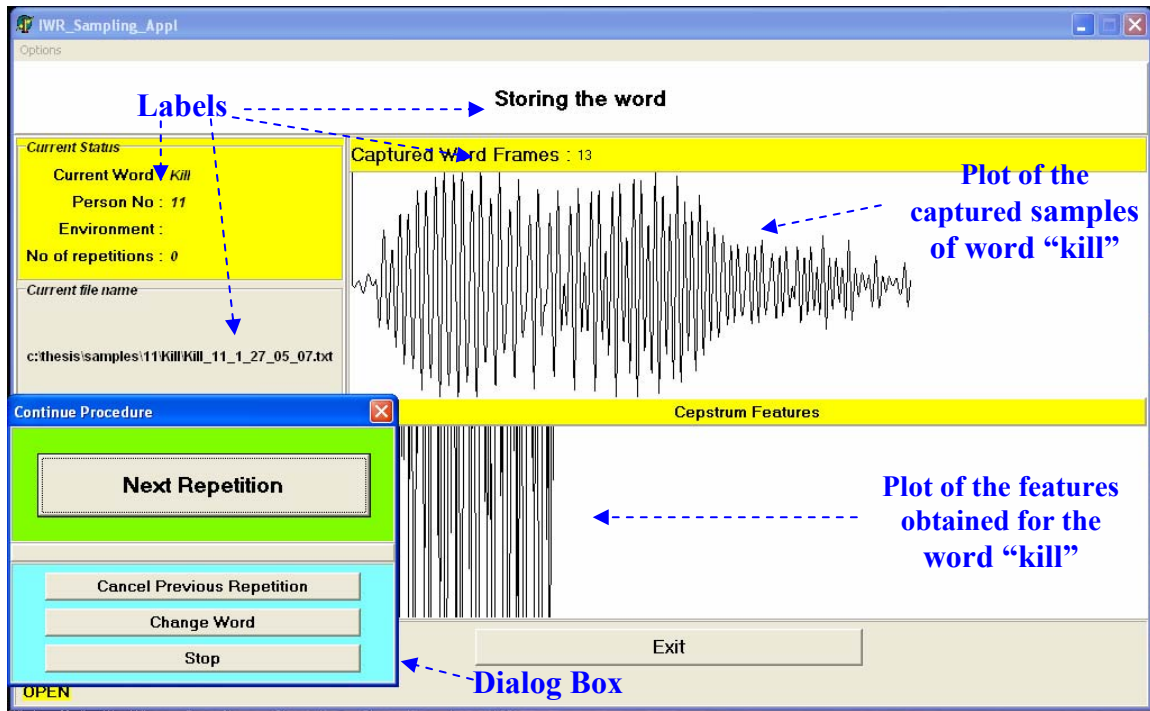 IWR_Sampling_Appl
Options
Storing the word
Labels
Current Status
Current Word : Kill
Person No : 11
Environment :
No of repetitions : 0
Captured Word Frames : 13
Plot of the
captured samples
of word “kill”
Current file name
c:\thesis\samples\11\Kill\Kill_11_1_27_05_07.txt
Continue Procedure
Next Repetition
Cancel Previous Repetition
Change Word
Stop
Cepstrum Features
Plot of the features
obtained for the
word “kill”
Exit
Dialog Box
OPEN